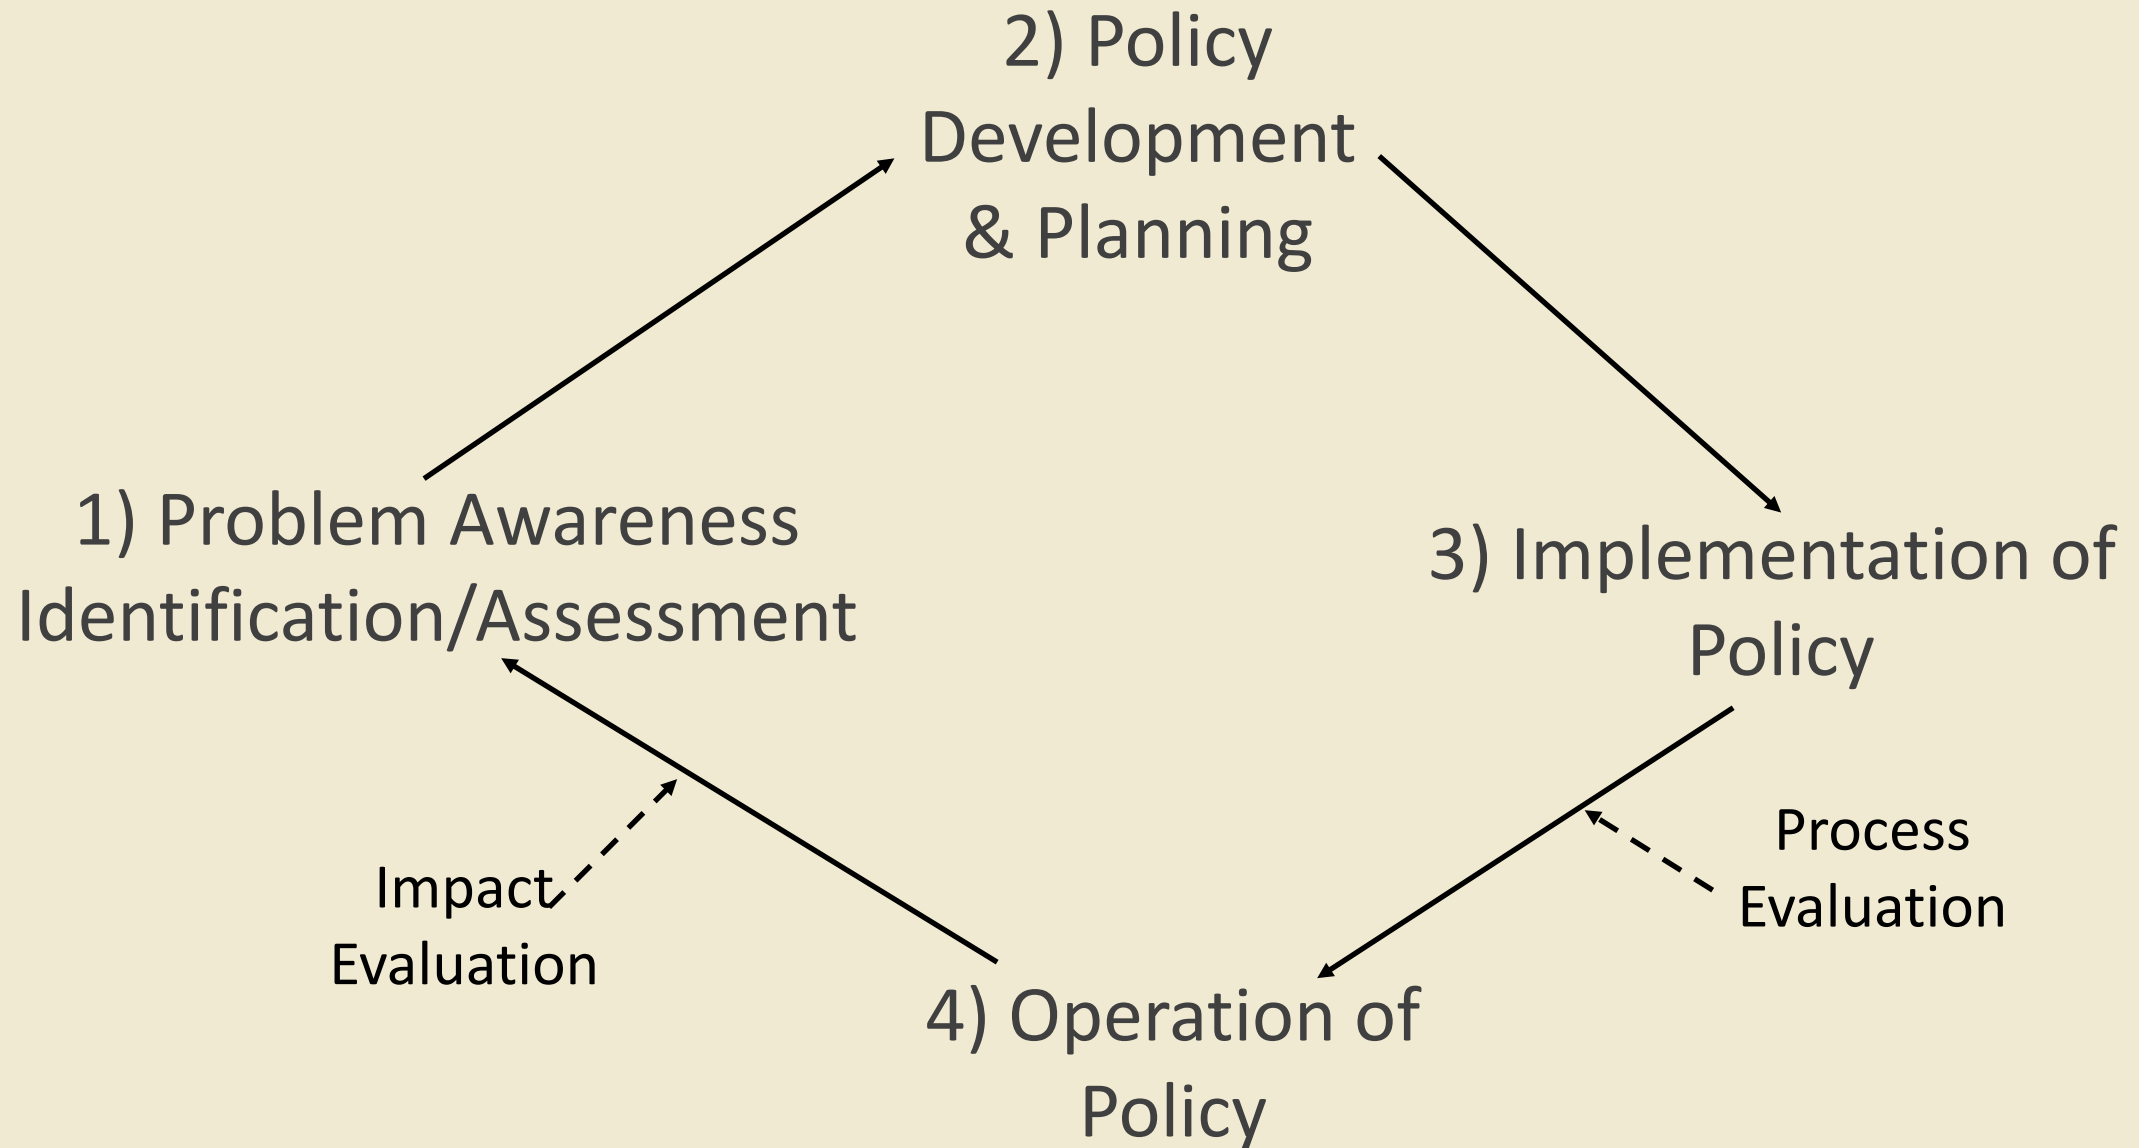 2) Policy
Development
& Planning
1) Problem Awareness
Identification/Assessment
3) Implementation of
Policy
Process
Evaluation
Impact
Evaluation
4) Operation of
Policy